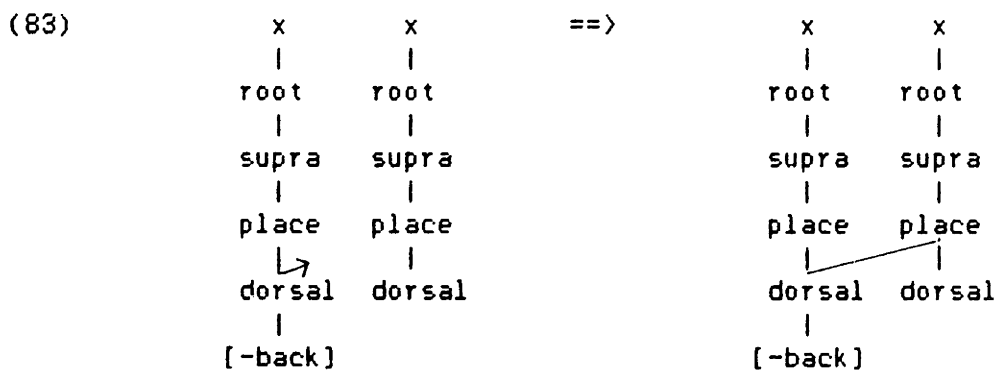 (83) x x ==> x x
root root root root
supra supra supra supra
place place place place
dorsal dorsal dorsal dorsal
[-back] [-back]